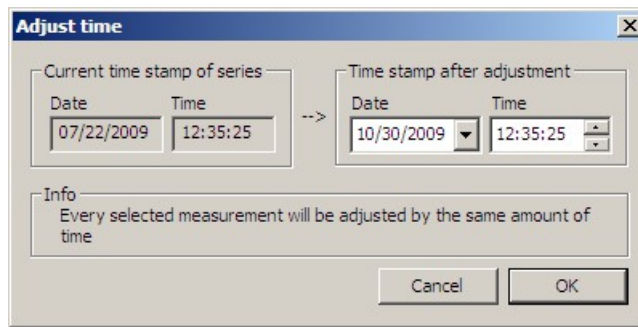 Adjust time
Current time stamp of series
Date Time
07/22/2009 12:35:25
-->
Time stamp after adjustment
Date Time
10/30/2009 12:35:25
Info
Every selected measurement will be adjusted by the same amount of
time
Cancel OK